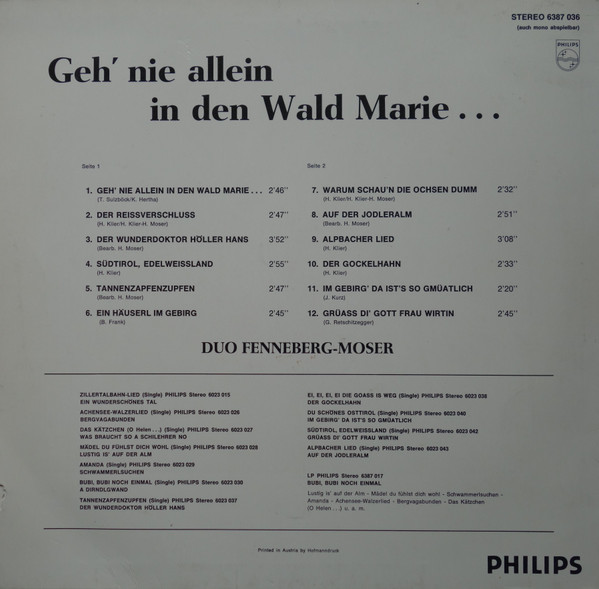 STEREO 6387 036
(auch mono abspielbar)
PHILIPS
Geh' nie allein
in den Wald Marie...
Seite 1
1. GEH' NIE ALLEIN IN DEN WALD MARIE... 2'46''
(T. Sulzböck/K. Hertha)
2. DER REISSVERSCHLUSS 2'47''
(H. Klier/H. Klier-H. Moser)
3. DER WUNDERDOKTOR HÖLLER HANS 3'52''
(Bearb. H. Moser)
4. SÜDTIROL, EDELWEISSLAND 2'55''
(H. Klier)
5. TANNENZAPFENZUPFEN 2'47''
(Bearb. H. Moser)
6. EIN HÄUSERL IM GEBIRG 2'45''
(B. Frank)
Seite 2
7. WARUM SCHAU'N DIE OCHSEN DUMM 2'32''
(H. Klier/H. Klier-H. Moser)
8. AUF DER JODLERALM 2'51''
(Bearb. H. Moser)
9. ALPBACHER LIED 3'08''
(H. Klier)
10. DER GOCKELHAHN 2'33''
(H. Klier)
11. IM GEBIRG' DA IST'S SO GMÜATLICH 2'20''
(J. Kurz)
12. GRÜASS DI' GOTT FRAU WIRTIN 2'45''
(G. Retschitzegger)
DUO FENNEBERG-MOSER
ZILLERTALBAHN-LIED (Single) PHILIPS Stereo 6023 015
EIN WUNDERSCHÖNES TAL
ACHENSEE-WALZERLIED (Single) PHILIPS Stereo 6023 026
BERGVAGABUNDEN
DAS KÄTZCHEN (O Helen...) (Single) PHILIPS Stereo 6023 027
WAS BRAUCHT SO A SCHILEHRER NO
MÄDEL DU FÜHLST DICH WOHL (Single) PHILIPS Stereo 6023 028
LUSTIG IS' AUF DER ALM
AMANDA (Single) PHILIPS Stereo 6023 029
SCHWAMMERLSUCHEN
BUBI, BUBI NOCH EINMAL (Single) PHILIPS Stereo 6023 030
A DIRNDLGWAND
TANNENZAPFENZUPFEN (Single) PHILIPS Stereo 6023 037
DER WUNDERDOKTOR HÖLLER HANS
EI, EI, EI, EI DIE GOASS IS WEG (Single) PHILIPS Stereo 6023 038
DER GOCKELHAHN
DU SCHÖNES OSTTIROL (Single) PHILIPS Stereo 6023 040
IM GEBIRG' DA IST'S SO GMÜATLICH
SÜDTIROL, EDELWEISSLAND (Single) PHILIPS Stereo 6023 042
GRÜASS DI' GOTT FRAU WIRTIN
ALPBACHER LIED (Single) PHILIPS Stereo 6023 043
AUF DER JODLERALM
LP PHILIPS Stereo 6387 017
BUBI, BUBI NOCH EINMAL
Lustig is' auf der Alm - Mädel du fühlst dich wohl - Schwammerlsuchen -
Amanda - Achensee-Walzerlied - Bergvagabunden - Das Kätzchen
(O Helen...) u. a. m.
Printed in Austria by Hofmanndruck
PHILIPS